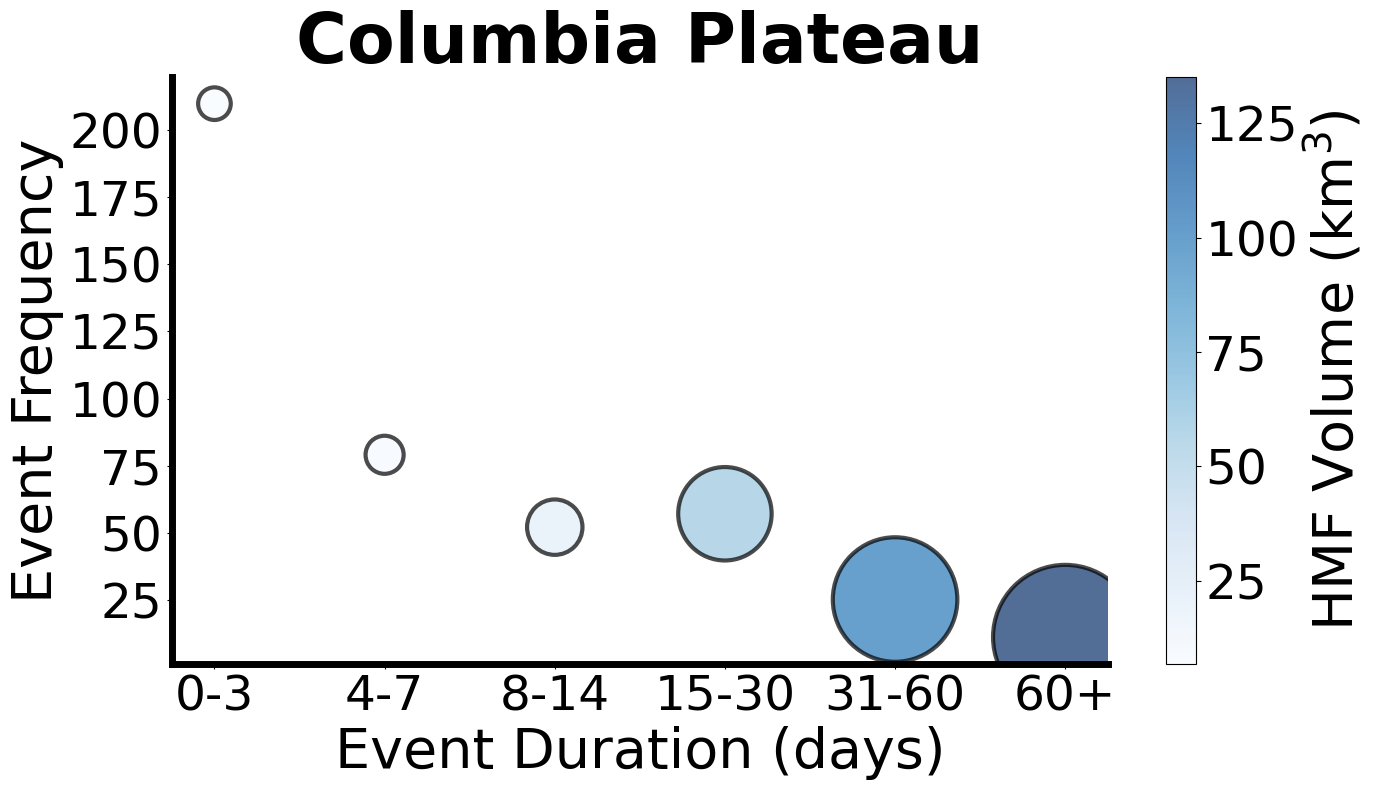 Columbia Plateau
Event Frequency
200
175
150
125
100
75
50
25
0-3 4-7 8-14 15-30 31-60 60+
Event Duration (days)
125
100
75
50
25
HMF Volume (km³)